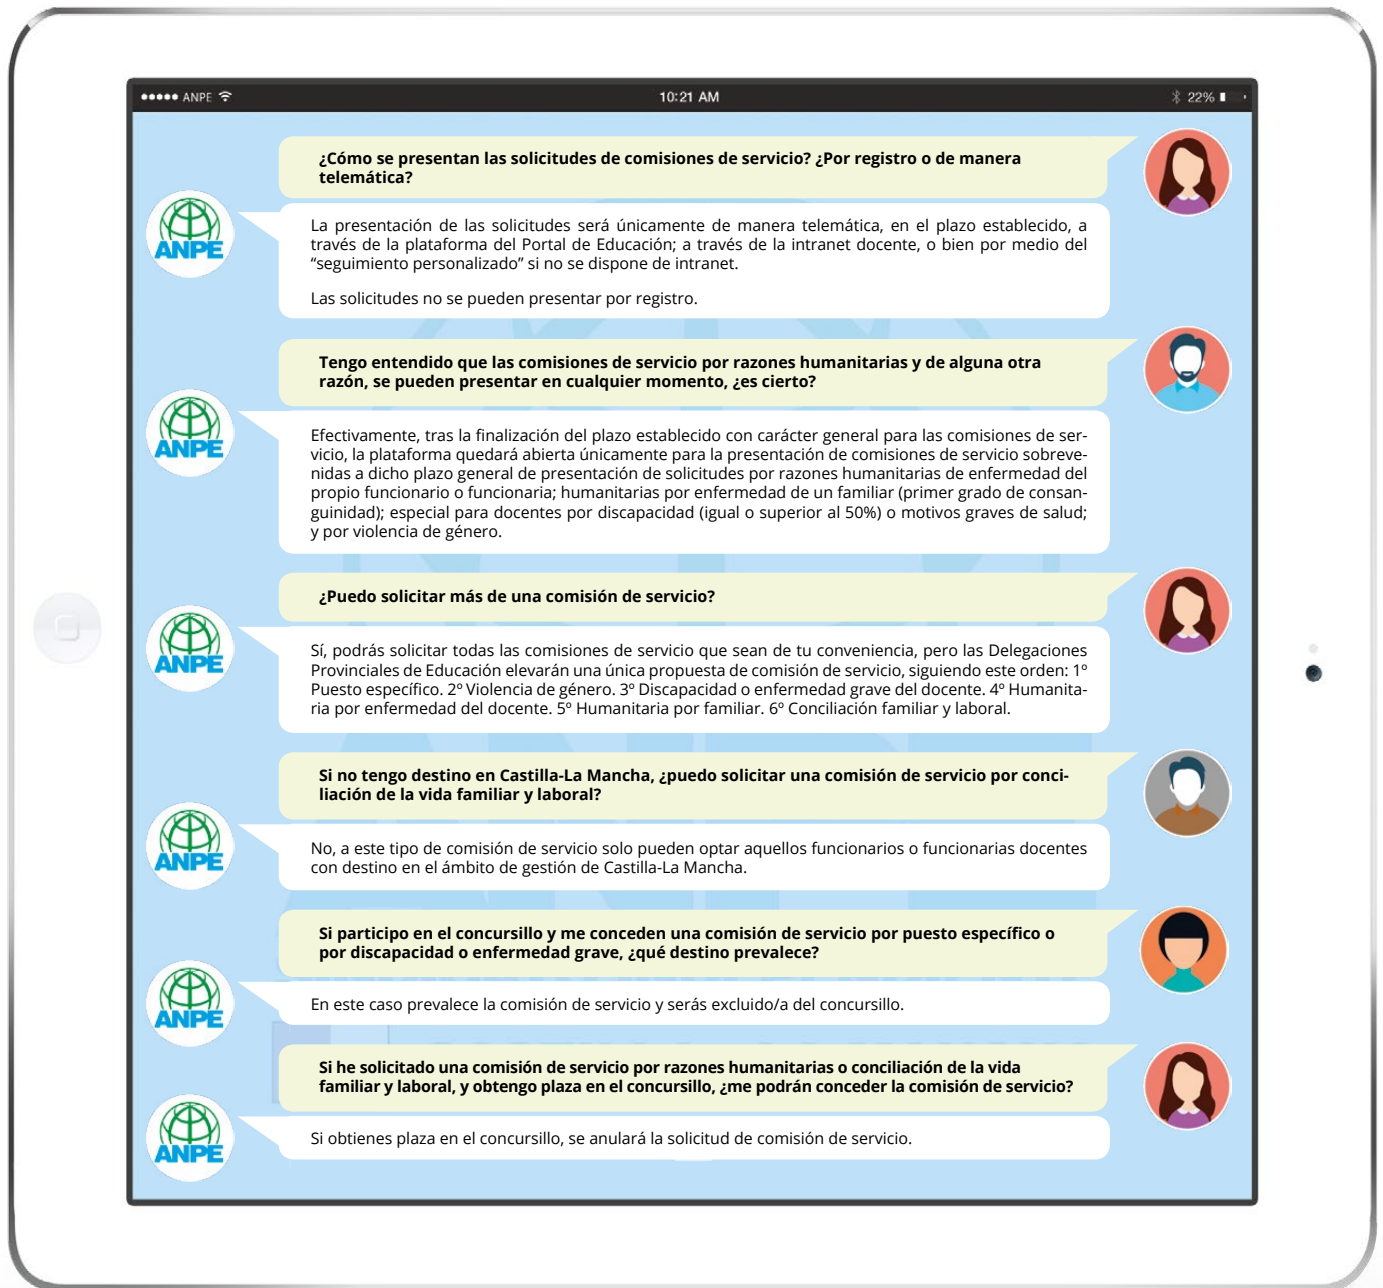 ANPE 10:21 AM 22%
¿Cómo se presentan las solicitudes de comisiones de servicio? ¿Por registro o de manera
telemática?
ANPE
La presentación de las solicitudes será únicamente de manera telemática, en el plazo establecido, a
través de la plataforma del Portal de Educación; a través de la intranet docente, o bien por medio del
“seguimiento personalizado” si no se dispone de intranet.
Las solicitudes no se pueden presentar por registro.
Tengo entendido que las comisiones de servicio por razones humanitarias y de alguna otra
razón, se pueden presentar en cualquier momento, ¿es cierto?
ANPE
Efectivamente, tras la finalización del plazo establecido con carácter general para las comisiones de ser-
vicio, la plataforma quedará abierta únicamente para la presentación de comisiones de servicio sobreve-
nidas a dicho plazo general de presentación de solicitudes por razones humanitarias de enfermedad del
propio funcionario o funcionaria; humanitarias por enfermedad de un familiar (primer grado de consan-
guinidad); especial para docentes por discapacidad (igual o superior al 50%) o motivos graves de salud;
y por violencia de género.
¿Puedo solicitar más de una comisión de servicio?
ANPE
Sí, podrás solicitar todas las comisiones de servicio que sean de tu conveniencia, pero las Delegaciones
Provinciales de Educación elevarán una única propuesta de comisión de servicio, siguiendo este orden: 1º
Puesto específico. 2º Violencia de género. 3º Discapacidad o enfermedad grave del docente. 4º Humanita-
ria por enfermedad del docente. 5º Humanitaria por familiar. 6º Conciliación familiar y laboral.
Si no tengo destino en Castilla-La Mancha, ¿puedo solicitar una comisión de servicio por conci-
liación de la vida familiar y laboral?
ANPE
No, a este tipo de comisión de servicio solo pueden optar aquellos funcionarios o funcionarias docentes
con destino en el ámbito de gestión de Castilla-La Mancha.
Si participo en el concursillo y me conceden una comisión de servicio por puesto específico o
por discapacidad o enfermedad grave, ¿qué destino prevalece?
ANPE
En este caso prevalece la comisión de servicio y serás excluido/a del concursillo.
Si he solicitado una comisión de servicio por razones humanitarias o conciliación de la vida
familiar y laboral, y obtengo plaza en el concursillo, ¿me podrán conceder la comisión de servicio?
ANPE
Si obtienes plaza en el concursillo, se anulará la solicitud de comisión de servicio.